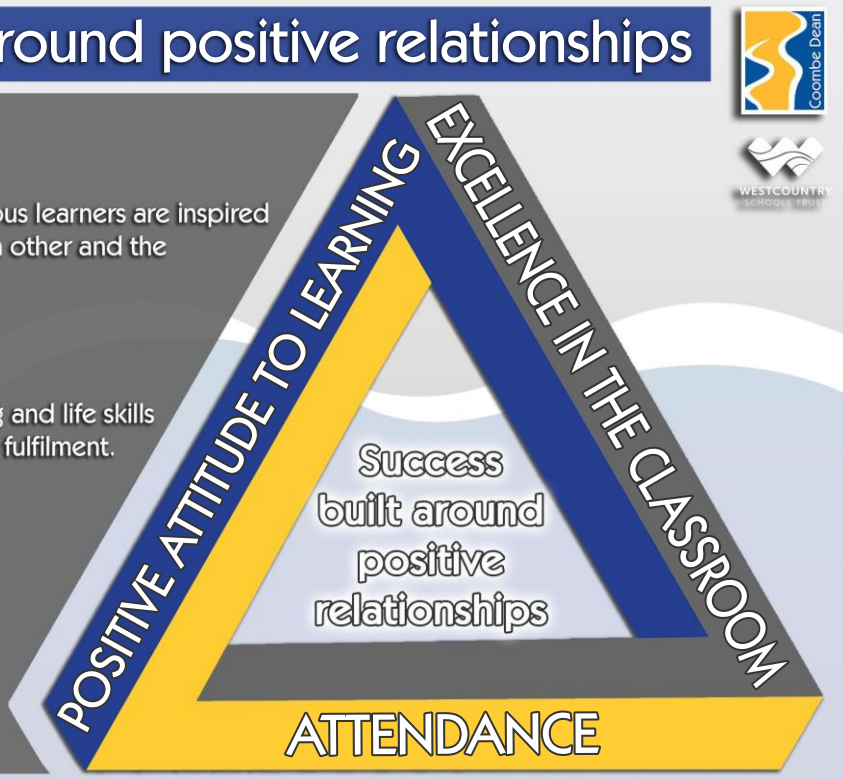 round positive relationships
Coombe Dean
WESTCOUNTRY
SCHOOLS TRUST
ous learners are inspired
other and the
g and life skills
fulfilment.
POSITIVE ATTITUDE TO LEARNING
EXCELLENCE IN THE CLASSROOM
Success
built around
positive
relationships
ATTENDANCE